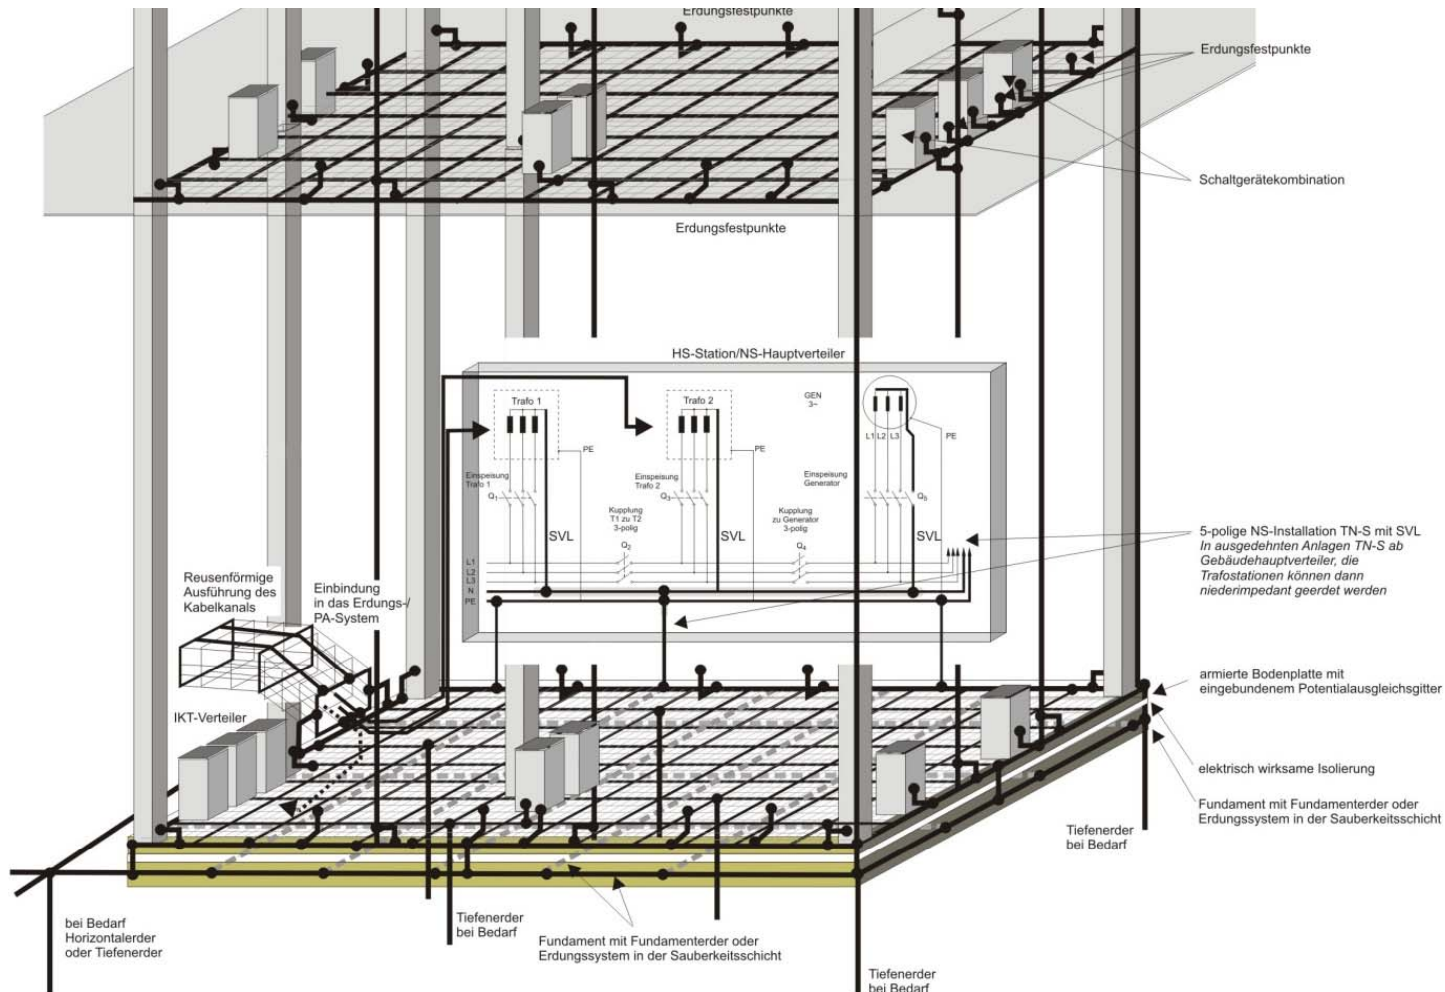 Erdungsfestpunkte
Erdungsfestpunkte
Schaltgerätekombination
Erdungsfestpunkte
HS-Station/NS-Hauptverteiler
Trafo 1
Trafo 2
GEN
3~
L1 L2 L3
PE
PE
PE
Einspeisung
Trafo 1
Einspeisung
Trafo 2
Einspeisung
Generator
Q1
Q3
Q5
Kupplung
T1 zu T2
3-polig
Q2
Kupplung
zu Generator
3-polig
Q4
SVL
SVL
SVL
L1
L2
L3
N
PE
5-polige NS-Installation TN-S mit SVL
In ausgedehnten Anlagen TN-S ab
Gebäudehauptverteiler, die
Trafostationen können dann
niederimpedant geerdet werden
Reusenförmige
Ausführung des
Kabelkanals
Einbindung
in das Erdungs-/
PA-System
IKT-Verteiler
armierte Bodenplatte mit
eingebundenem Potentialausgleichsgitter
elektrisch wirksame Isolierung
Fundament mit Fundamenterder oder
Erdungssystem in der Sauberkeitsschicht
Tiefenerder
bei Bedarf
bei Bedarf
Horizontalerder
oder Tiefenerder
Tiefenerder
bei Bedarf
Fundament mit Fundamenterder oder
Erdungssystem in der Sauberkeitsschicht
Tiefenerder
bei Bedarf